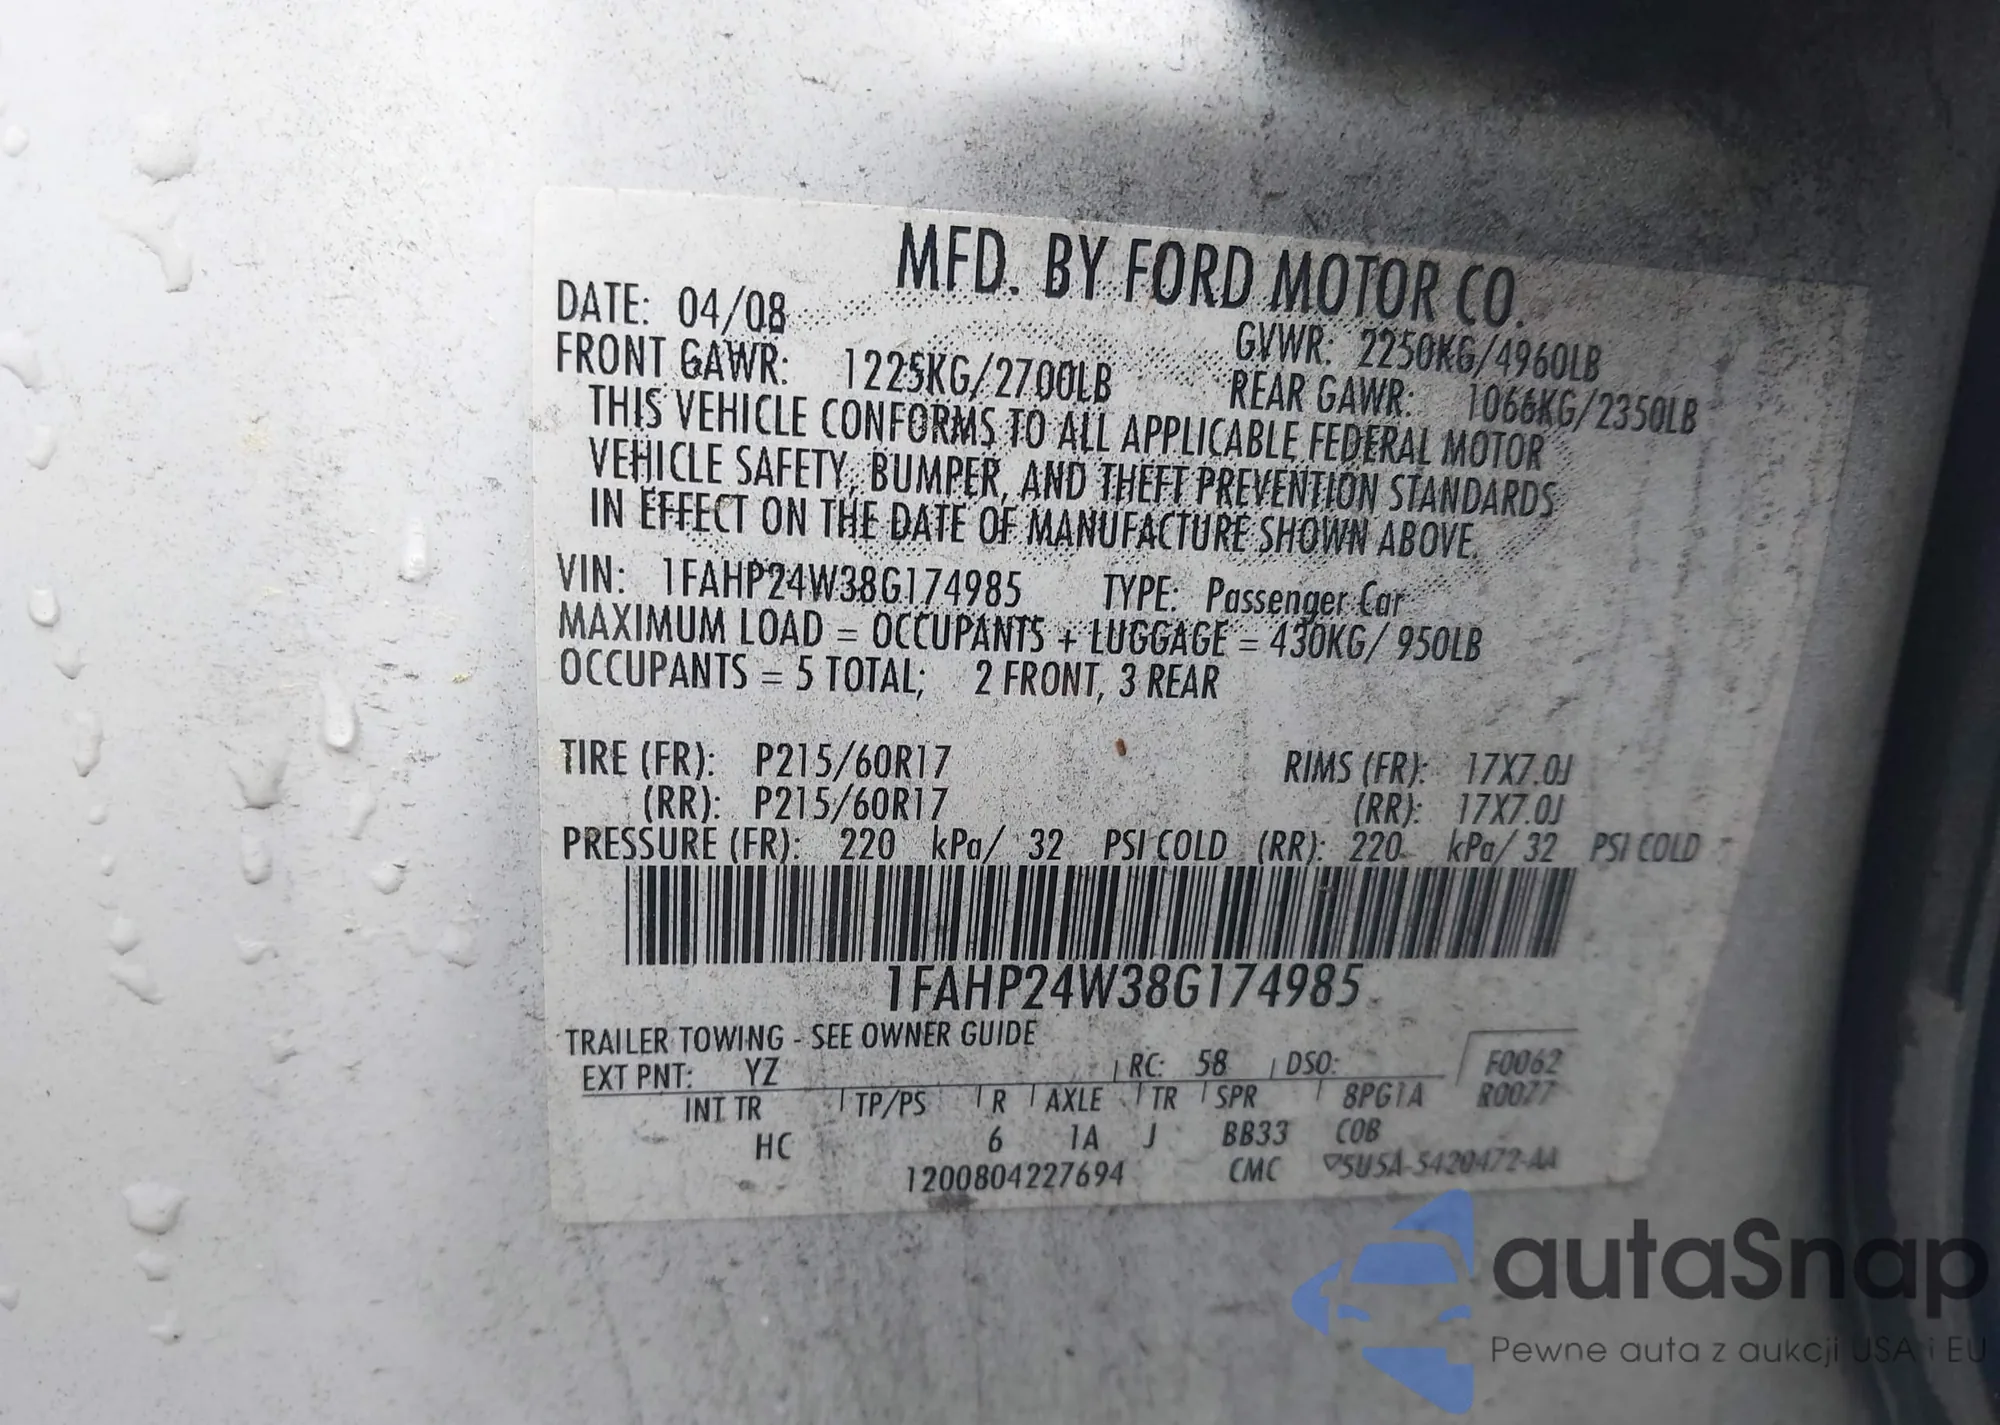 MFD. BY FORD MOTOR CO.
DATE: 04/08 GVWR: 2250KG/4960LB
FRONT GAWR: 1225KG/2700LB REAR GAWR: 1066KG/2350LB
THIS VEHICLE CONFORMS TO ALL APPLICABLE FEDERAL MOTOR
VEHICLE SAFETY, BUMPER, AND THEFT PREVENTION STANDARDS
IN EFFECT ON THE DATE OF MANUFACTURE SHOWN ABOVE.
VIN: 1FAHP24W38G174985 TYPE: Passenger Car
MAXIMUM LOAD = OCCUPANTS + LUGGAGE = 430KG/ 950LB
OCCUPANTS = 5 TOTAL; 2 FRONT, 3 REAR
TIRE (FR): P215/60R17 RIMS (FR): 17X7.0J
(RR): P215/60R17 (RR): 17X7.0J
PRESSURE (FR): 220 kPa/ 32 PSI COLD (RR): 220 kPa/ 32 PSI COLD
1FAHP24W38G174985
TRAILER TOWING - SEE OWNER GUIDE
EXT PNT: YZ RC: 58 DSO: F0062
INT TR TP/PS R AXLE TR SPR 8PG1A R0077
HC 6 1A J BB33 COB
1200804227694 CMC ▽5U5A-5420472-AA
autaSnap
Pewne auta z aukcji USA i EU